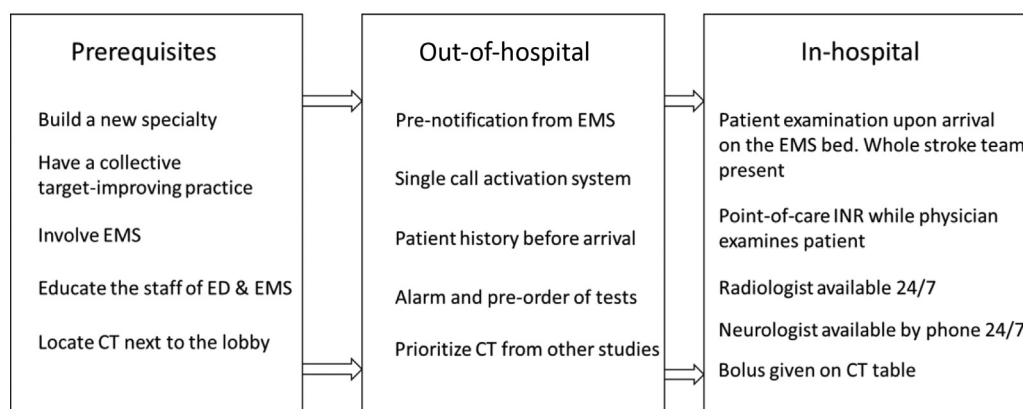 Prerequisites
Build a new specialty
Have a collective
target-improving practice
Involve EMS
Educate the staff of ED & EMS
Locate CT next to the lobby
Out-of-hospital
Pre-notification from EMS
Single call activation system
Patient history before arrival
Alarm and pre-order of tests
Prioritize CT from other studies
In-hospital
Patient examination upon arrival
on the EMS bed. Whole stroke team
present
Point-of-care INR while physician
examines patient
Radiologist available 24/7
Neurologist available by phone 24/7
Bolus given on CT table